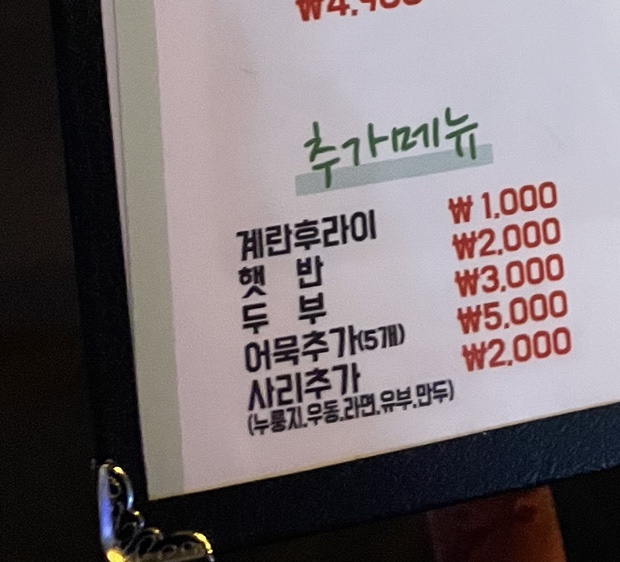 추가메뉴
계란후라이 ₩ 1,000
햇 반 ₩2,000
두 부 ₩3,000
어묵추가(5개) ₩5,000
사리추가 ₩2,000
(누룽지.우동.라면.유부.만두)